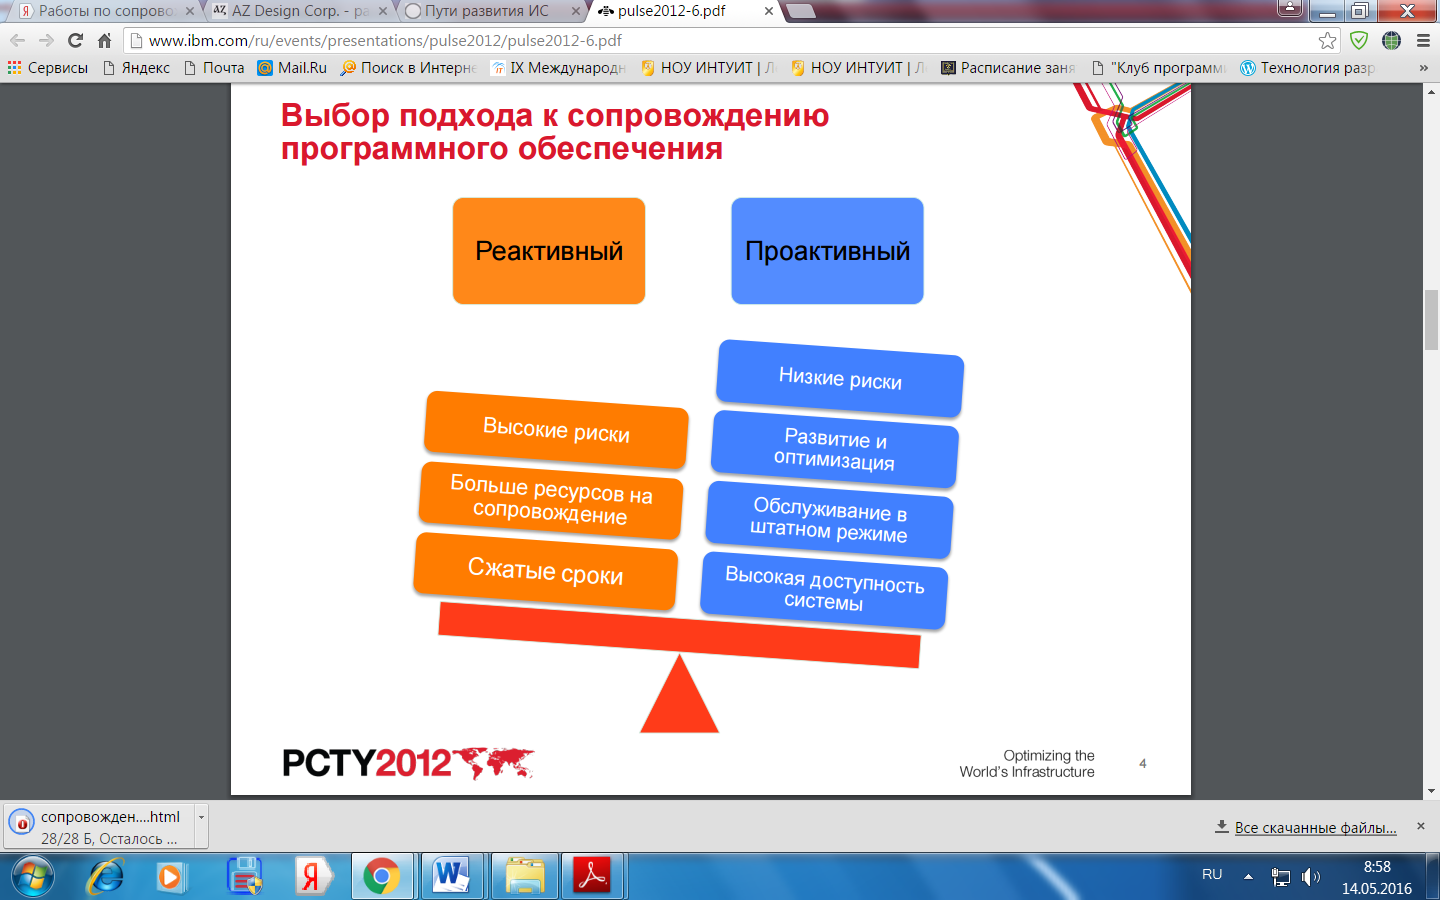 Работы по сопрово
AZ Design Corp. - ра
Пути развития ИС
pulse2012-6.pdf
www.ibm.com/ru/events/presentations/pulse2012/pulse2012-6.pdf
Сервисы
Яндекс
Почта
Mail.Ru
Поиск в Интерне
IX Международн
НОУ ИНТУИТ | Л
НОУ ИНТУИТ | Л
Расписание заня
"Клуб программи
Технология разр
»
Выбор подхода к сопровождению
программного обеспечения
Реактивный
Проактивный
Высокие риски
Больше ресурсов на
сопровождение
Сжатые сроки
Низкие риски
Развитие и
оптимизация
Обслуживание в
штатном режиме
Высокая доступность
системы
PCTY2012
Optimizing the
World's Infrastructure
4
сопровожден....html
28/28 Б, Осталось ...
Все скачанные файлы...
RU
8:58
14.05.2016